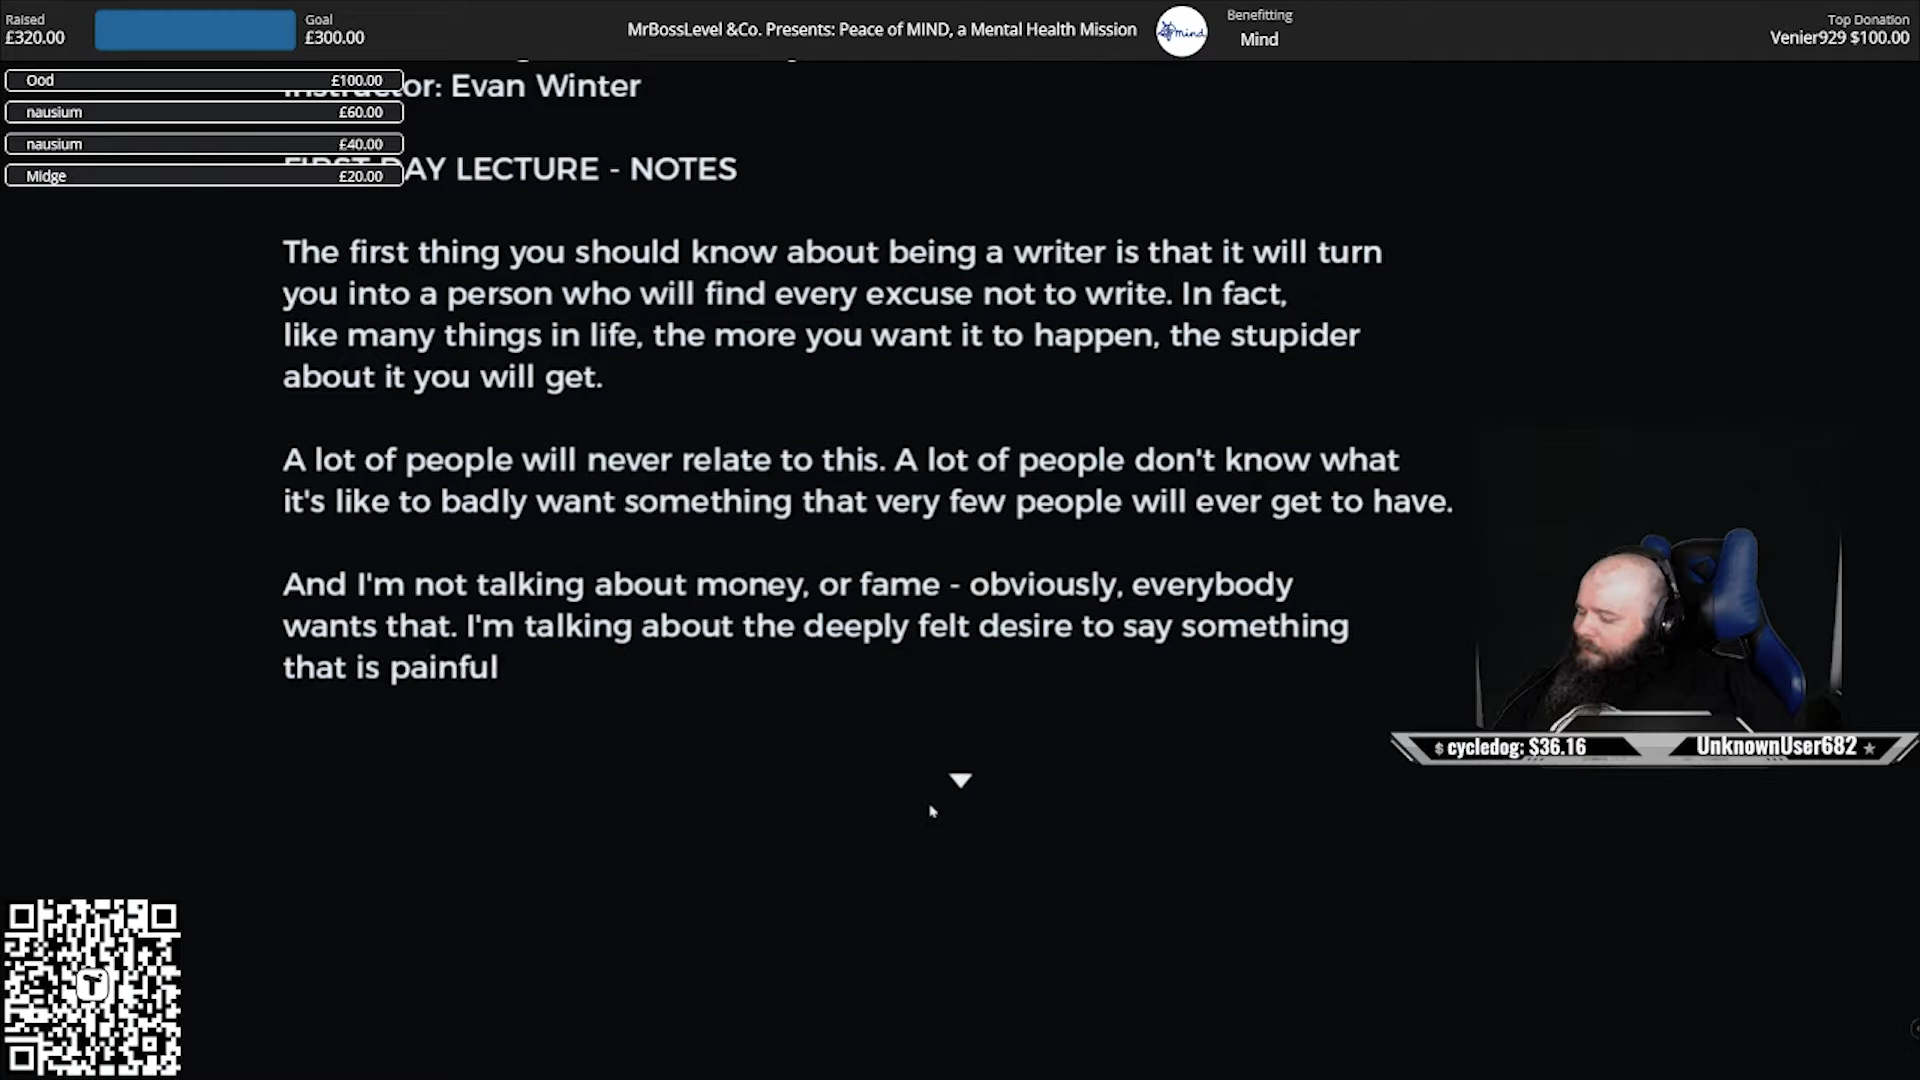 Raised
£320.00
Goal
£300.00
MrBossLevel &Co. Presents: Peace of MIND, a Mental Health Mission
mind
Benefitting
Mind
Top Donation
Venier929 $100.00
Ood £100.00
nausium £60.00
nausium £40.00
Midge £20.00
Instructor: Evan Winter
FIRST DAY LECTURE - NOTES
The first thing you should know about being a writer is that it will turn
you into a person who will find every excuse not to write. In fact,
like many things in life, the more you want it to happen, the stupider
about it you will get.
A lot of people will never relate to this. A lot of people don't know what
it's like to badly want something that very few people will ever get to have.
And I'm not talking about money, or fame - obviously, everybody
wants that. I'm talking about the deeply felt desire to say something
that is painful
$ cycledog: $36.16
UnknownUser682